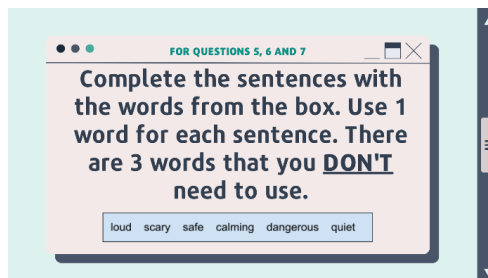 FOR QUESTIONS 5, 6 AND 7
Complete the sentences with
the words from the box. Use 1
word for each sentence. There
are 3 words that you DON'T
need to use.
loud scary safe calming dangerous quiet